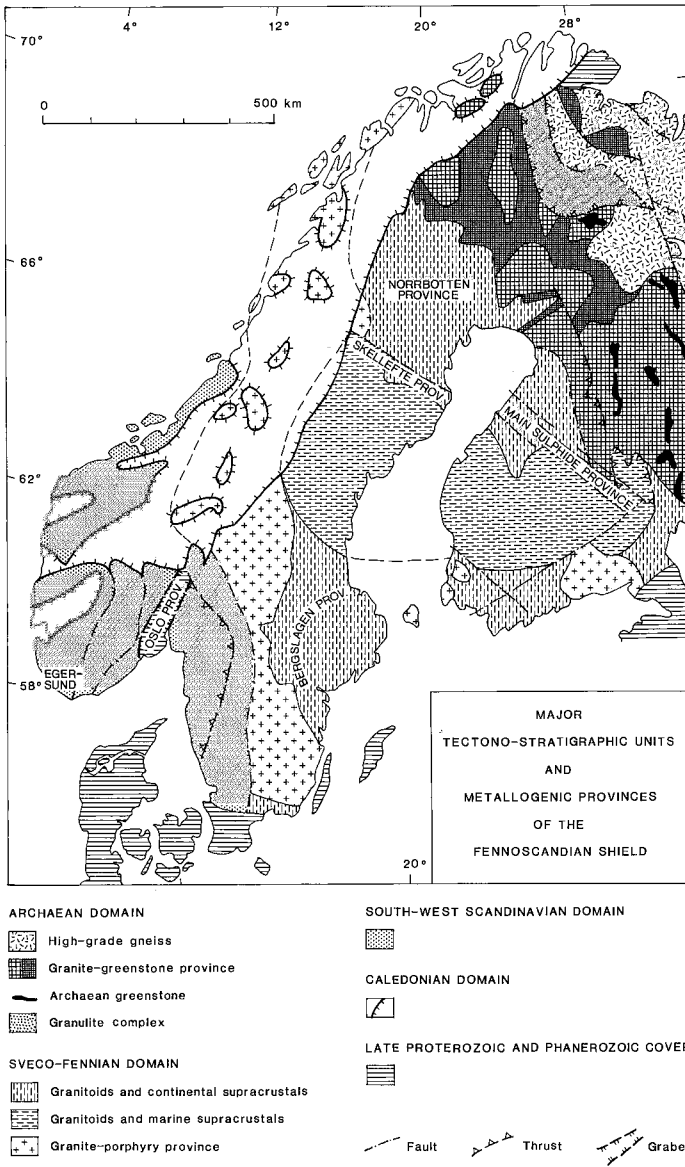 70°
4°
12°
20°
28°
0
500 km
66°
NORRBOTTEN
PROVINCE
SKELLEFTE PROV.
MAIN SULPHIDE PROVINCE
62°
OSLO PROV.
BERGSLAGEN PROV.
EGER-
SUND
58°
20°
MAJOR
TECTONO-STRATIGRAPHIC UNITS
AND
METALLOGENIC PROVINCES
OF THE
FENNOSCANDIAN SHIELD
ARCHAEAN DOMAIN
High-grade gneiss
Granite-greenstone province
Archaean greenstone
Granulite complex
SVECO-FENNIAN DOMAIN
Granitoids and continental supracrustals
Granitoids and marine supracrustals
Granite-porphyry province
SOUTH-WEST SCANDINAVIAN DOMAIN
CALEDONIAN DOMAIN
LATE PROTEROZOIC AND PHANEROZOIC COVER
Fault
Thrust
Grabe